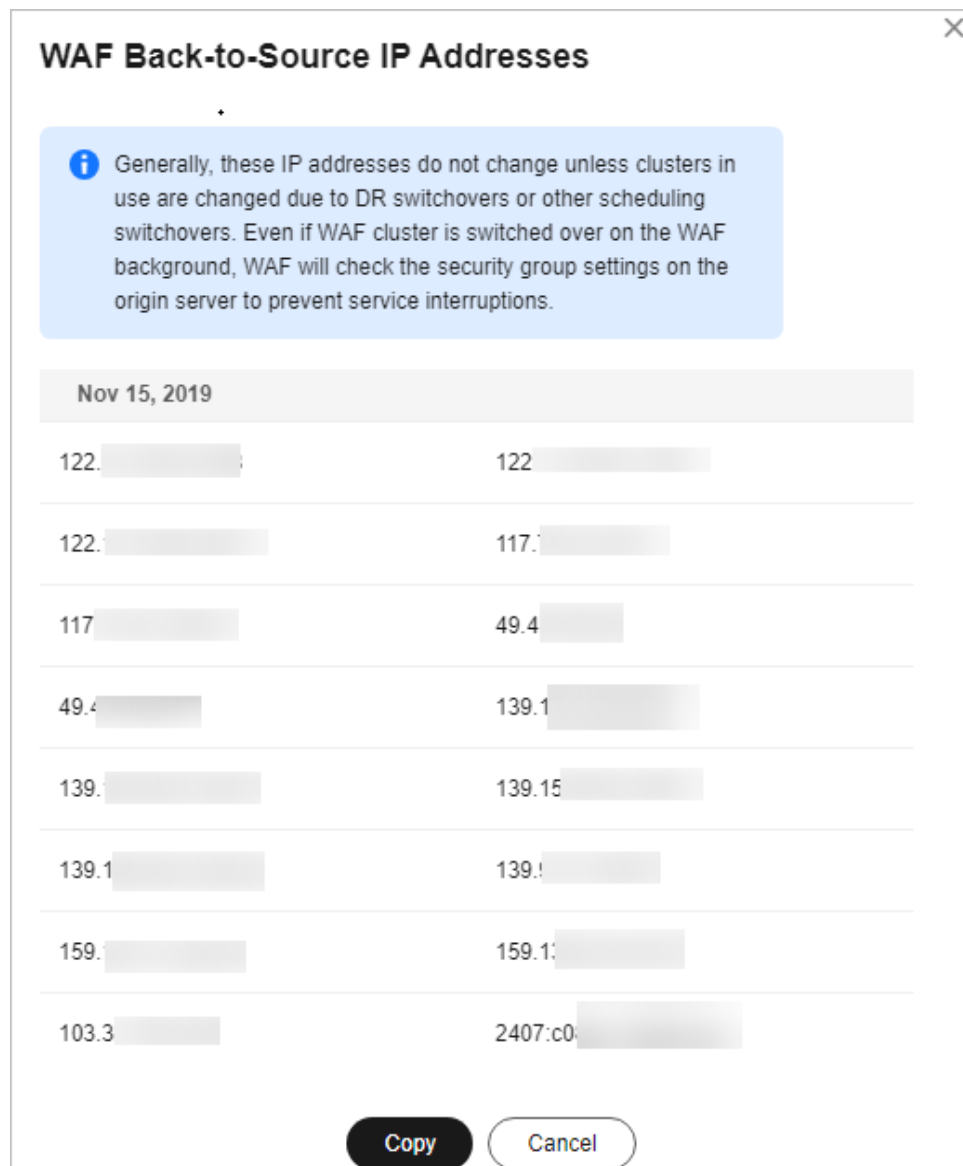 WAF Back-to-Source IP Addresses
Generally, these IP addresses do not change unless clusters in
use are changed due to DR switchovers or other scheduling
switchovers. Even if WAF cluster is switched over on the WAF
background, WAF will check the security group settings on the
origin server to prevent service interruptions.
Nov 15, 2019
122. 122
122. 117.
117 49.4
49. 139.1
139. 139.15
139.1 139.
159. 159.1
103.3 2407:c0
Copy Cancel